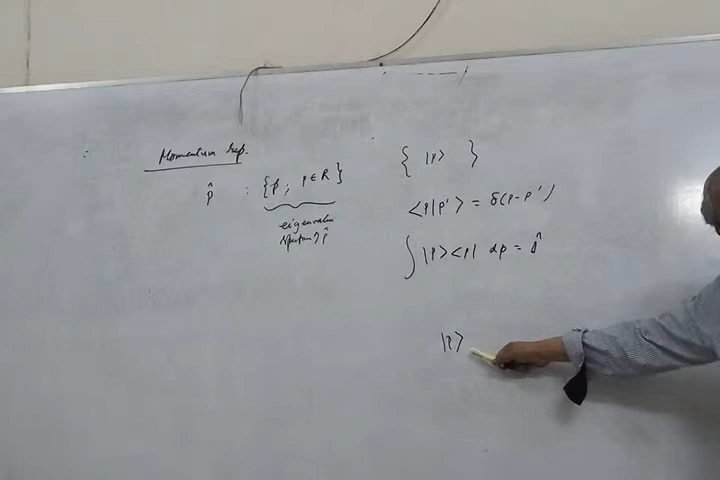 Momentum rep.
p̂ : {p ; p ∈ R}
eigenvalue
spectrum of p̂
{ |p> }
<p|p'> = δ(p-p')
∫ |p><p| dp = 1̂
|p>